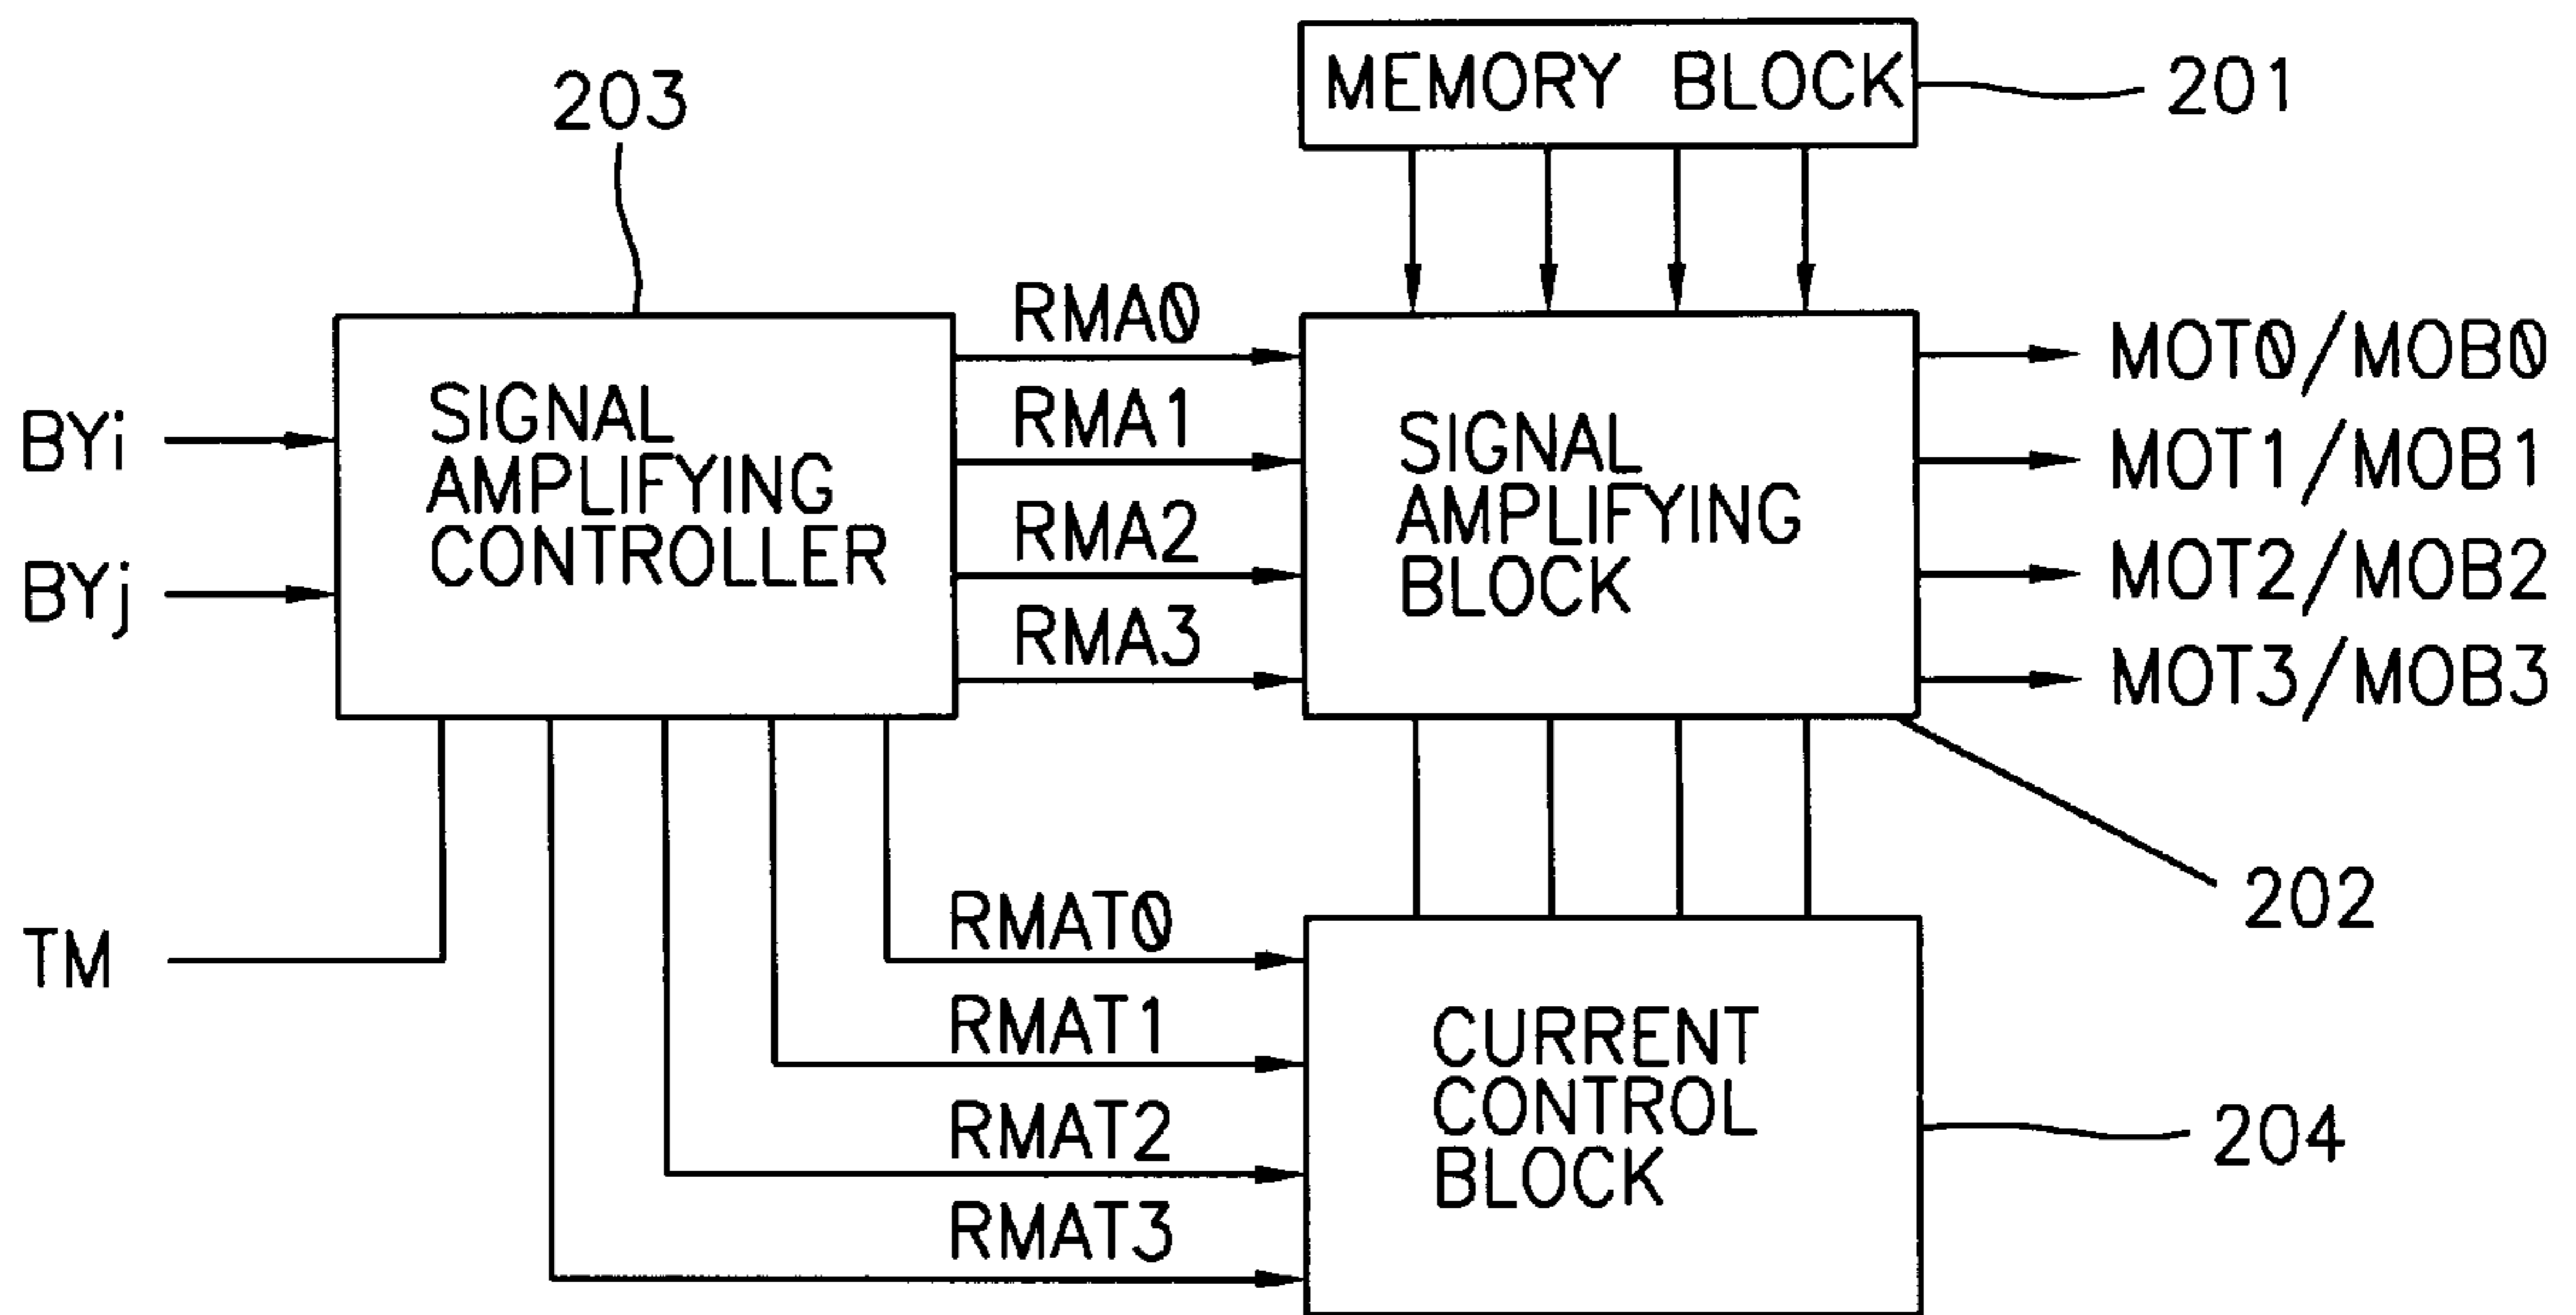 MEMORY BLOCK
201
203
RMA0
RMA1
RMA2
RMA3
BYi
BYj
SIGNAL
AMPLIFYING
CONTROLLER
SIGNAL
AMPLIFYING
BLOCK
MOT0/MOB0
MOT1/MOB1
MOT2/MOB2
MOT3/MOB3
202
TM
RMAT0
RMAT1
RMAT2
RMAT3
CURRENT
CONTROL
BLOCK
204